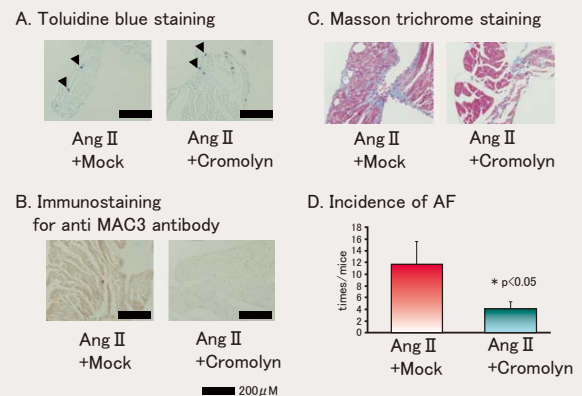 A. Toluidine blue staining
Ang Ⅱ
+Mock
Ang Ⅱ
+Cromolyn
B. Immunostaining
for anti MAC3 antibody
Ang Ⅱ
+Mock
Ang Ⅱ
+Cromolyn
200μM
C. Masson trichrome staining
Ang Ⅱ
+Mock
Ang Ⅱ
+Cromolyn
D. Incidence of AF
times/mice
18
16
14
12
10
8
6
4
2
0
* p<0.05
Ang Ⅱ
+Mock
Ang Ⅱ
+Cromolyn